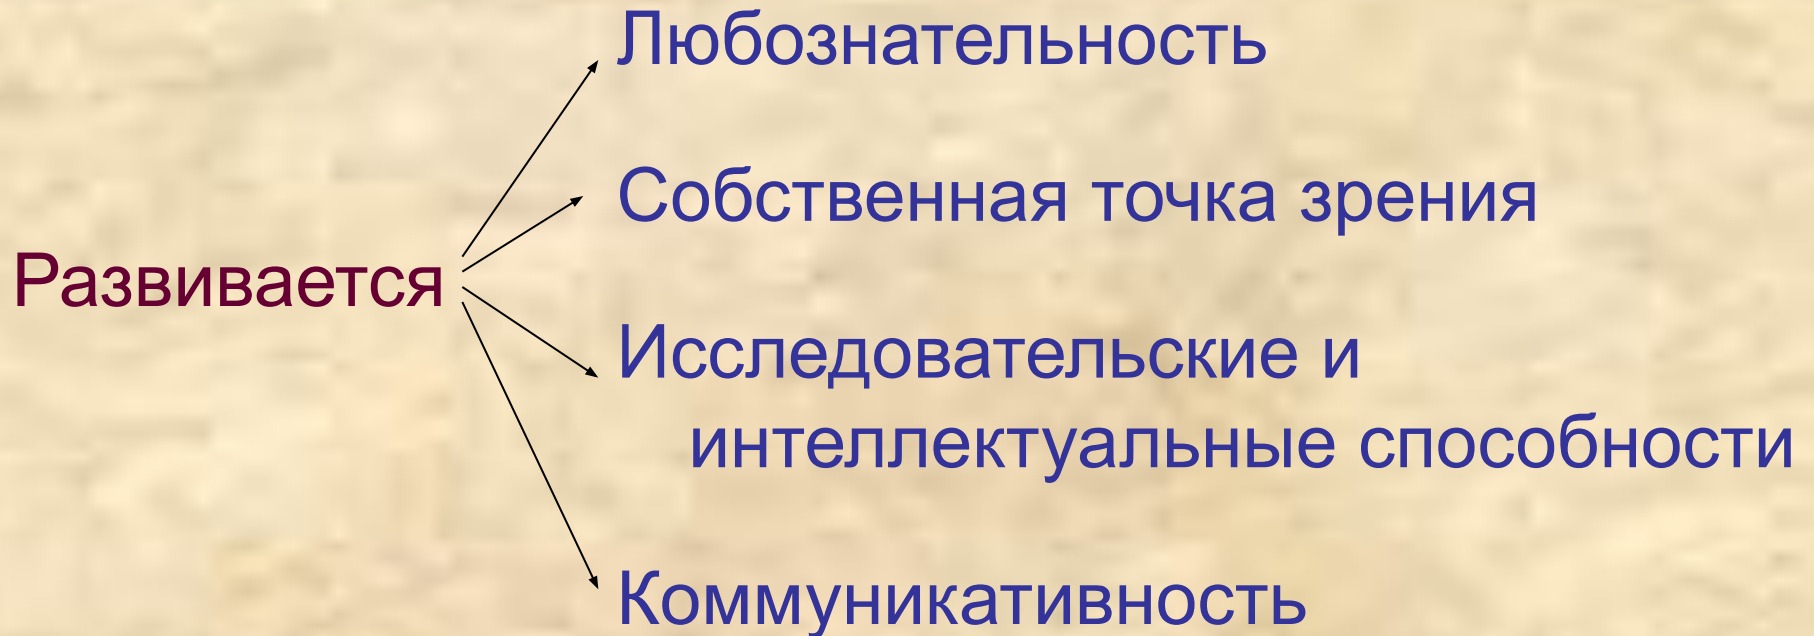 Любознательность
Собственная точка зрения
Развивается
Исследовательские и
интеллектуальные способности
Коммуникативность